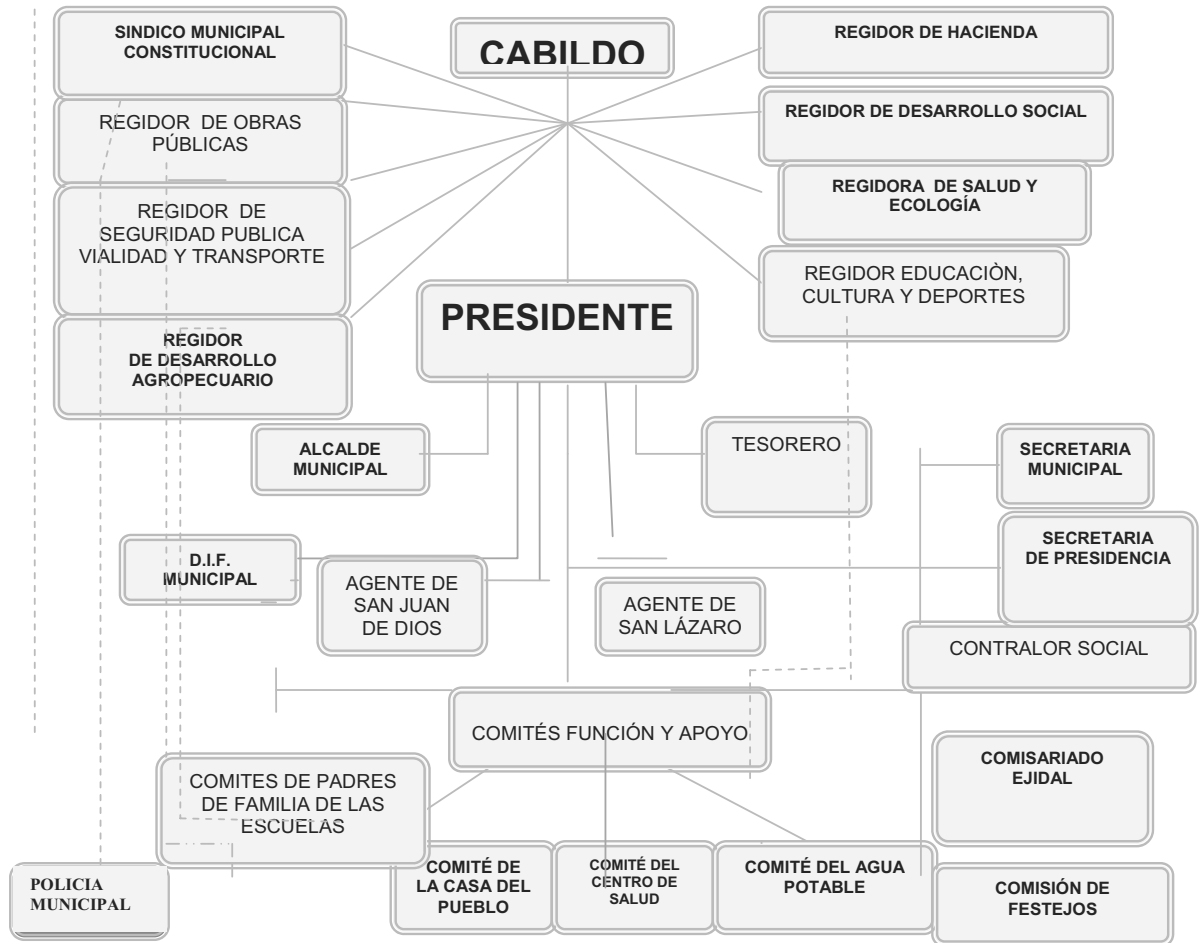 SINDICO MUNICIPAL
CONSTITUCIONAL
CABILDO
REGIDOR DE HACIENDA
REGIDOR DE OBRAS
PÚBLICAS
REGIDOR DE DESARROLLO SOCIAL
REGIDORA DE SALUD Y
ECOLOGÍA
REGIDOR DE
SEGURIDAD PUBLICA
VIALIDAD Y TRANSPORTE
REGIDOR EDUCACIÒN,
CULTURA Y DEPORTES
PRESIDENTE
REGIDOR
DE DESARROLLO
AGROPECUARIO
ALCALDE
MUNICIPAL
TESORERO
SECRETARIA
MUNICIPAL
SECRETARIA
DE PRESIDENCIA
D.I.F.
MUNICIPAL
AGENTE DE
SAN JUAN
DE DIOS
AGENTE DE
SAN LÁZARO
CONTRALOR SOCIAL
COMITÉS FUNCIÓN Y APOYO
COMISARIADO
EJIDAL
COMITES DE PADRES
DE FAMILIA DE LAS
ESCUELAS
POLICIA
MUNICIPAL
COMITÉ DE
LA CASA DEL
PUEBLO
COMITÉ DEL
CENTRO DE
SALUD
COMITÉ DEL AGUA
POTABLE
COMISIÓN DE
FESTEJOS